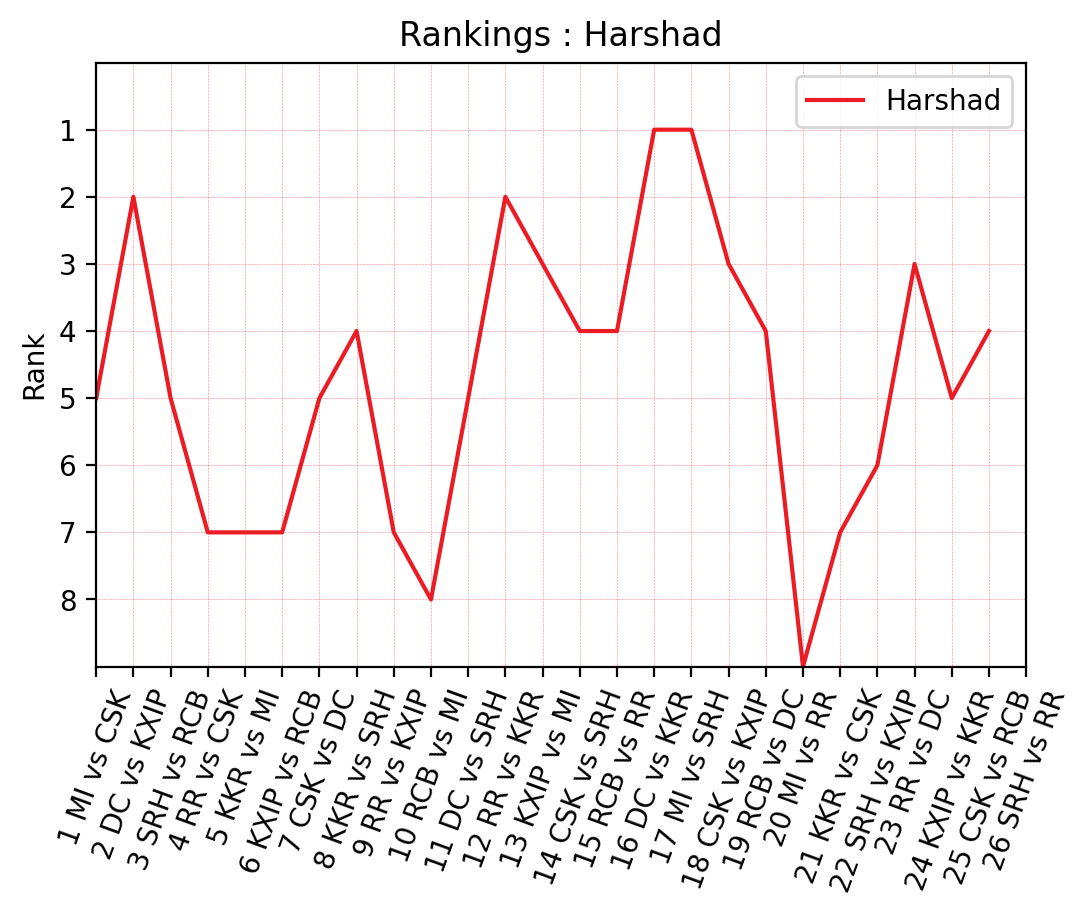 Rankings : Harshad
Harshad
Rank
1
2
3
4
5
6
7
8
1 MI vs CSK
2 DC vs KXIP
3 SRH vs RCB
4 RR vs CSK
5 KKR vs MI
6 KXIP vs RCB
7 CSK vs DC
8 KKR vs SRH
9 RR vs KXIP
10 RCB vs MI
11 DC vs SRH
12 RR vs KKR
13 KXIP vs MI
14 CSK vs SRH
15 RCB vs RR
16 DC vs KKR
17 MI vs SRH
18 CSK vs KXIP
19 RCB vs DC
20 MI vs RR
21 KKR vs CSK
22 SRH vs KXIP
23 RR vs DC
24 KXIP vs KKR
25 CSK vs RCB
26 SRH vs RR